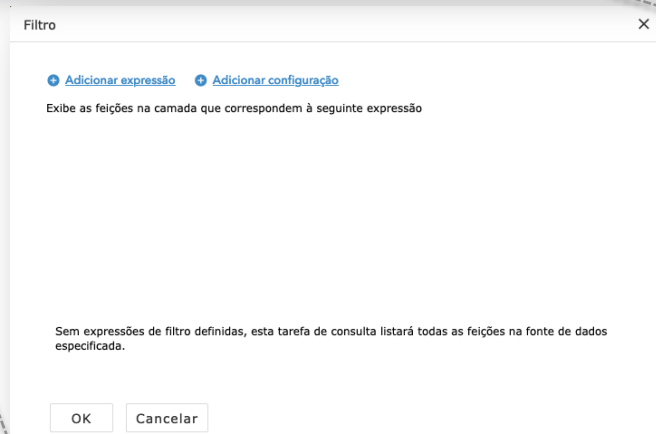 Filtro
Adicionar expressão Adicionar configuração
Exibe as feições na camada que correspondem à seguinte expressão
Sem expressões de filtro definidas, esta tarefa de consulta listará todas as feições na fonte de dados
especificada.
OK Cancelar